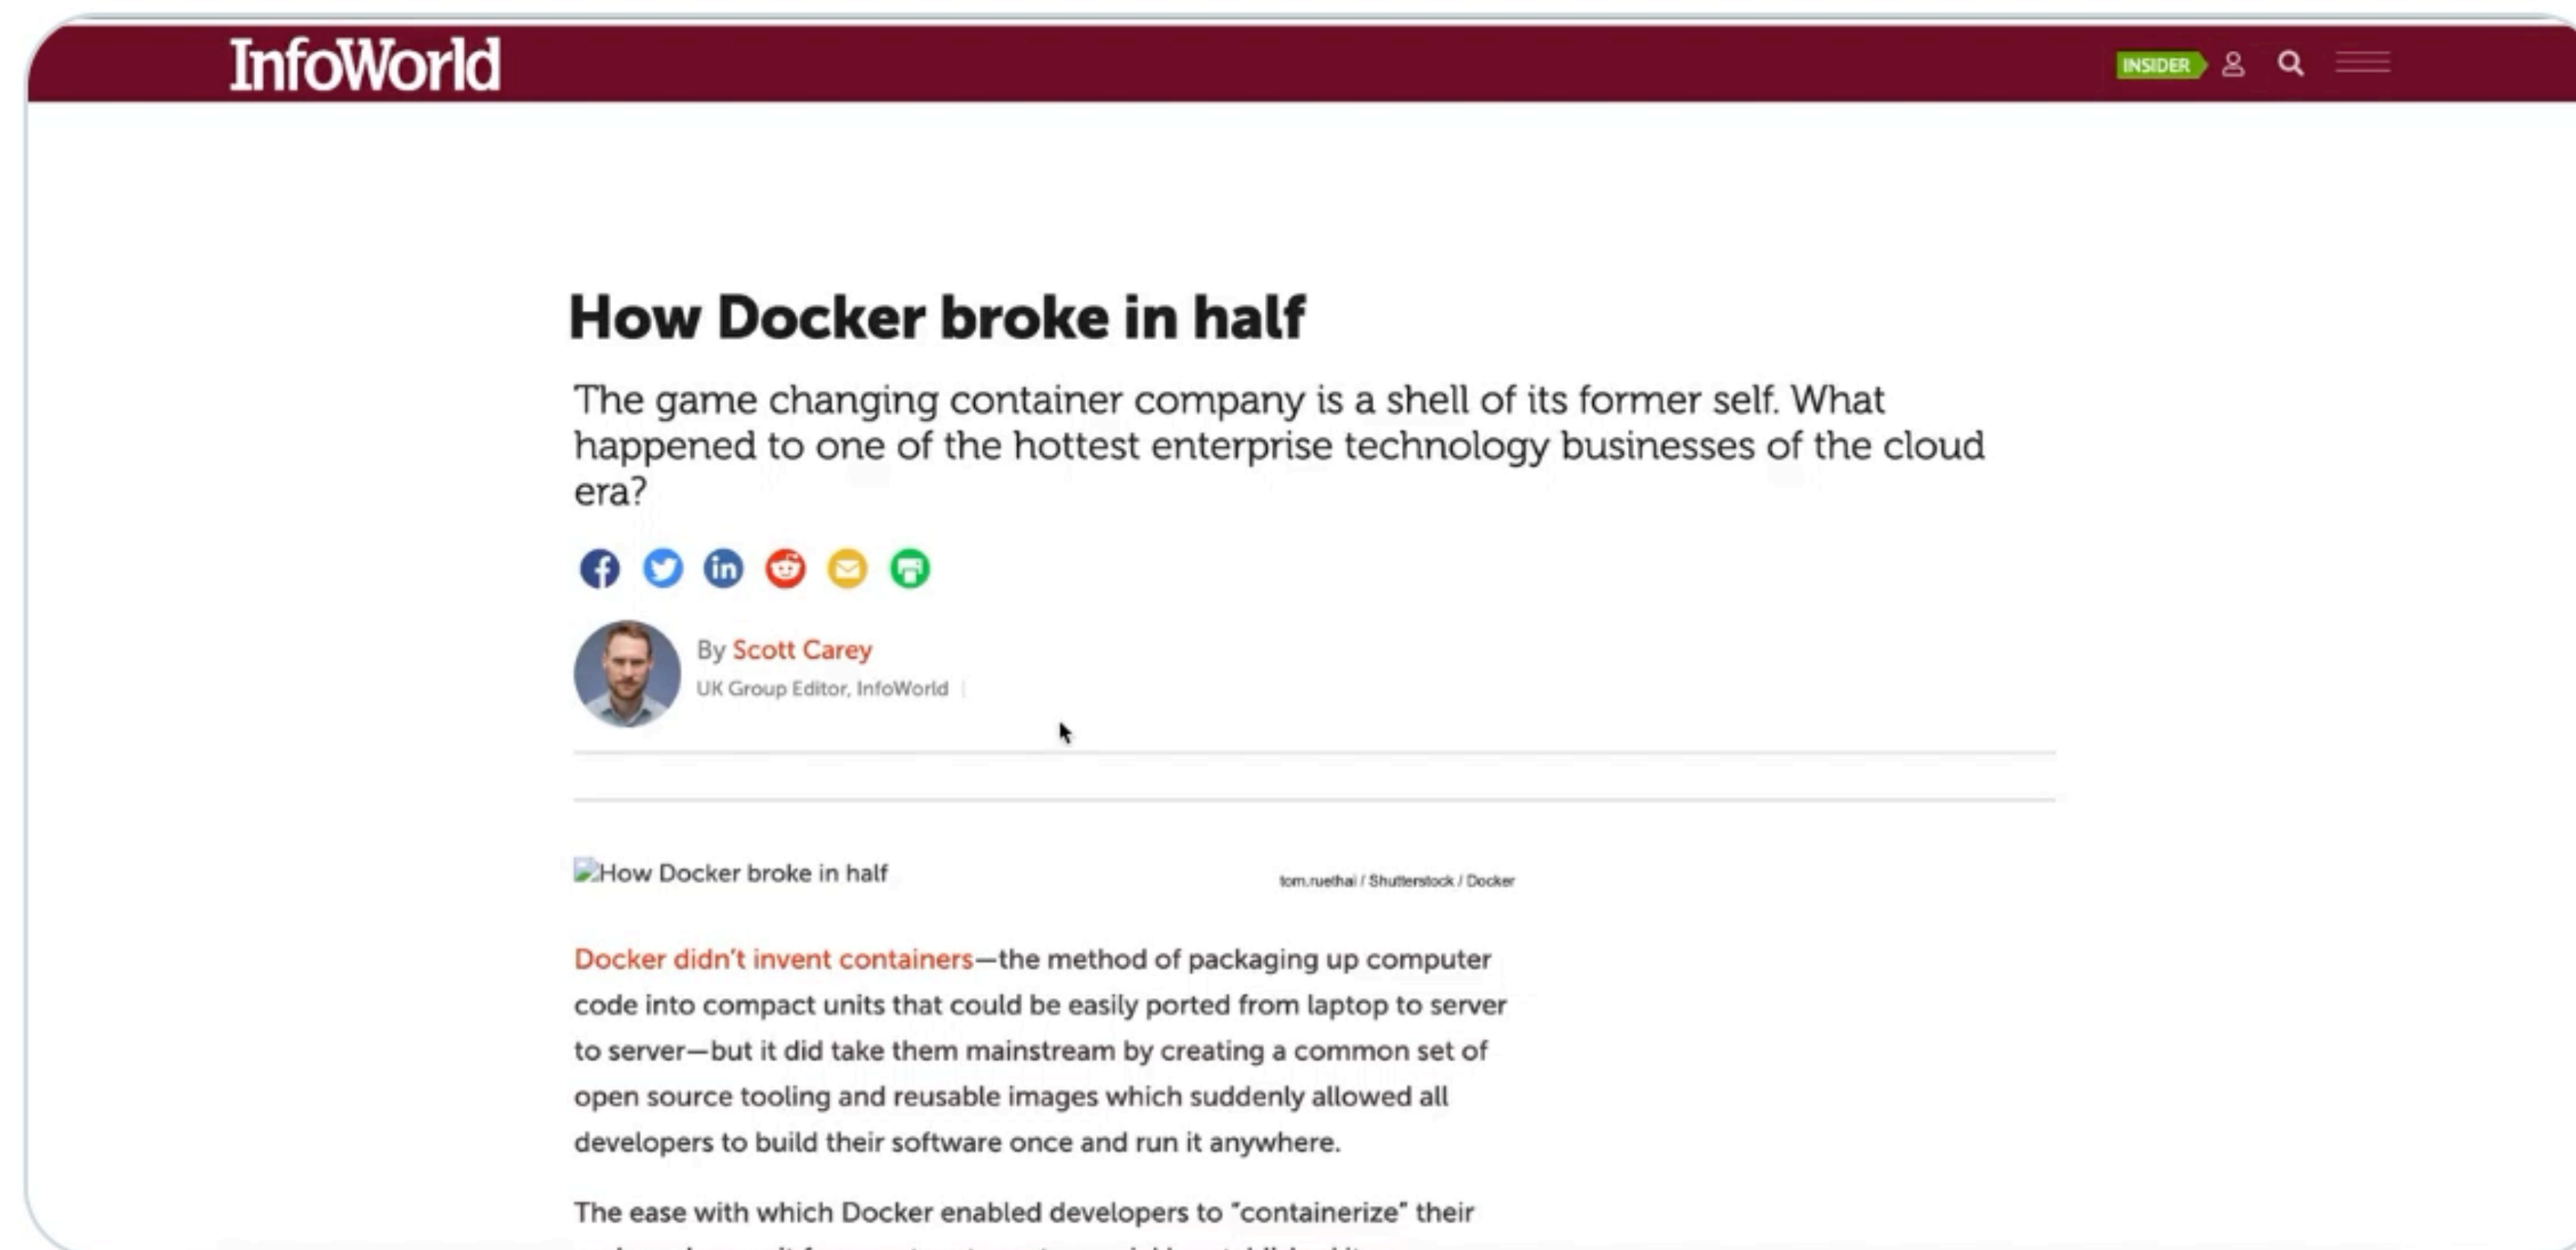 InfoWorld
INSIDER
How Docker broke in half
The game changing container company is a shell of its former self. What
happened to one of the hottest enterprise technology businesses of the cloud
era?
By Scott Carey
UK Group Editor, InfoWorld
How Docker broke in half
tom.ruethai / Shutterstock / Docker
Docker didn't invent containers—the method of packaging up computer
code into compact units that could be easily ported from laptop to server
to server—but it did take them mainstream by creating a common set of
open source tooling and reusable images which suddenly allowed all
developers to build their software once and run it anywhere.
The ease with which Docker enabled developers to "containerize" their